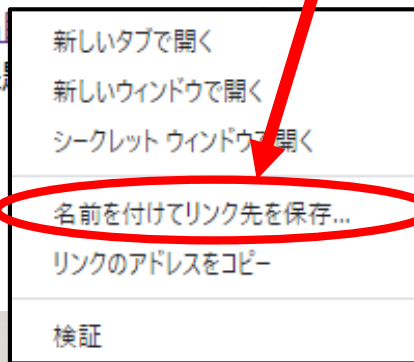 新しいタブで開く
新しいウィンドウで開く
シークレット ウィンドウで開く
名前を付けてリンク先を保存...
リンクのアドレスをコピー
検証